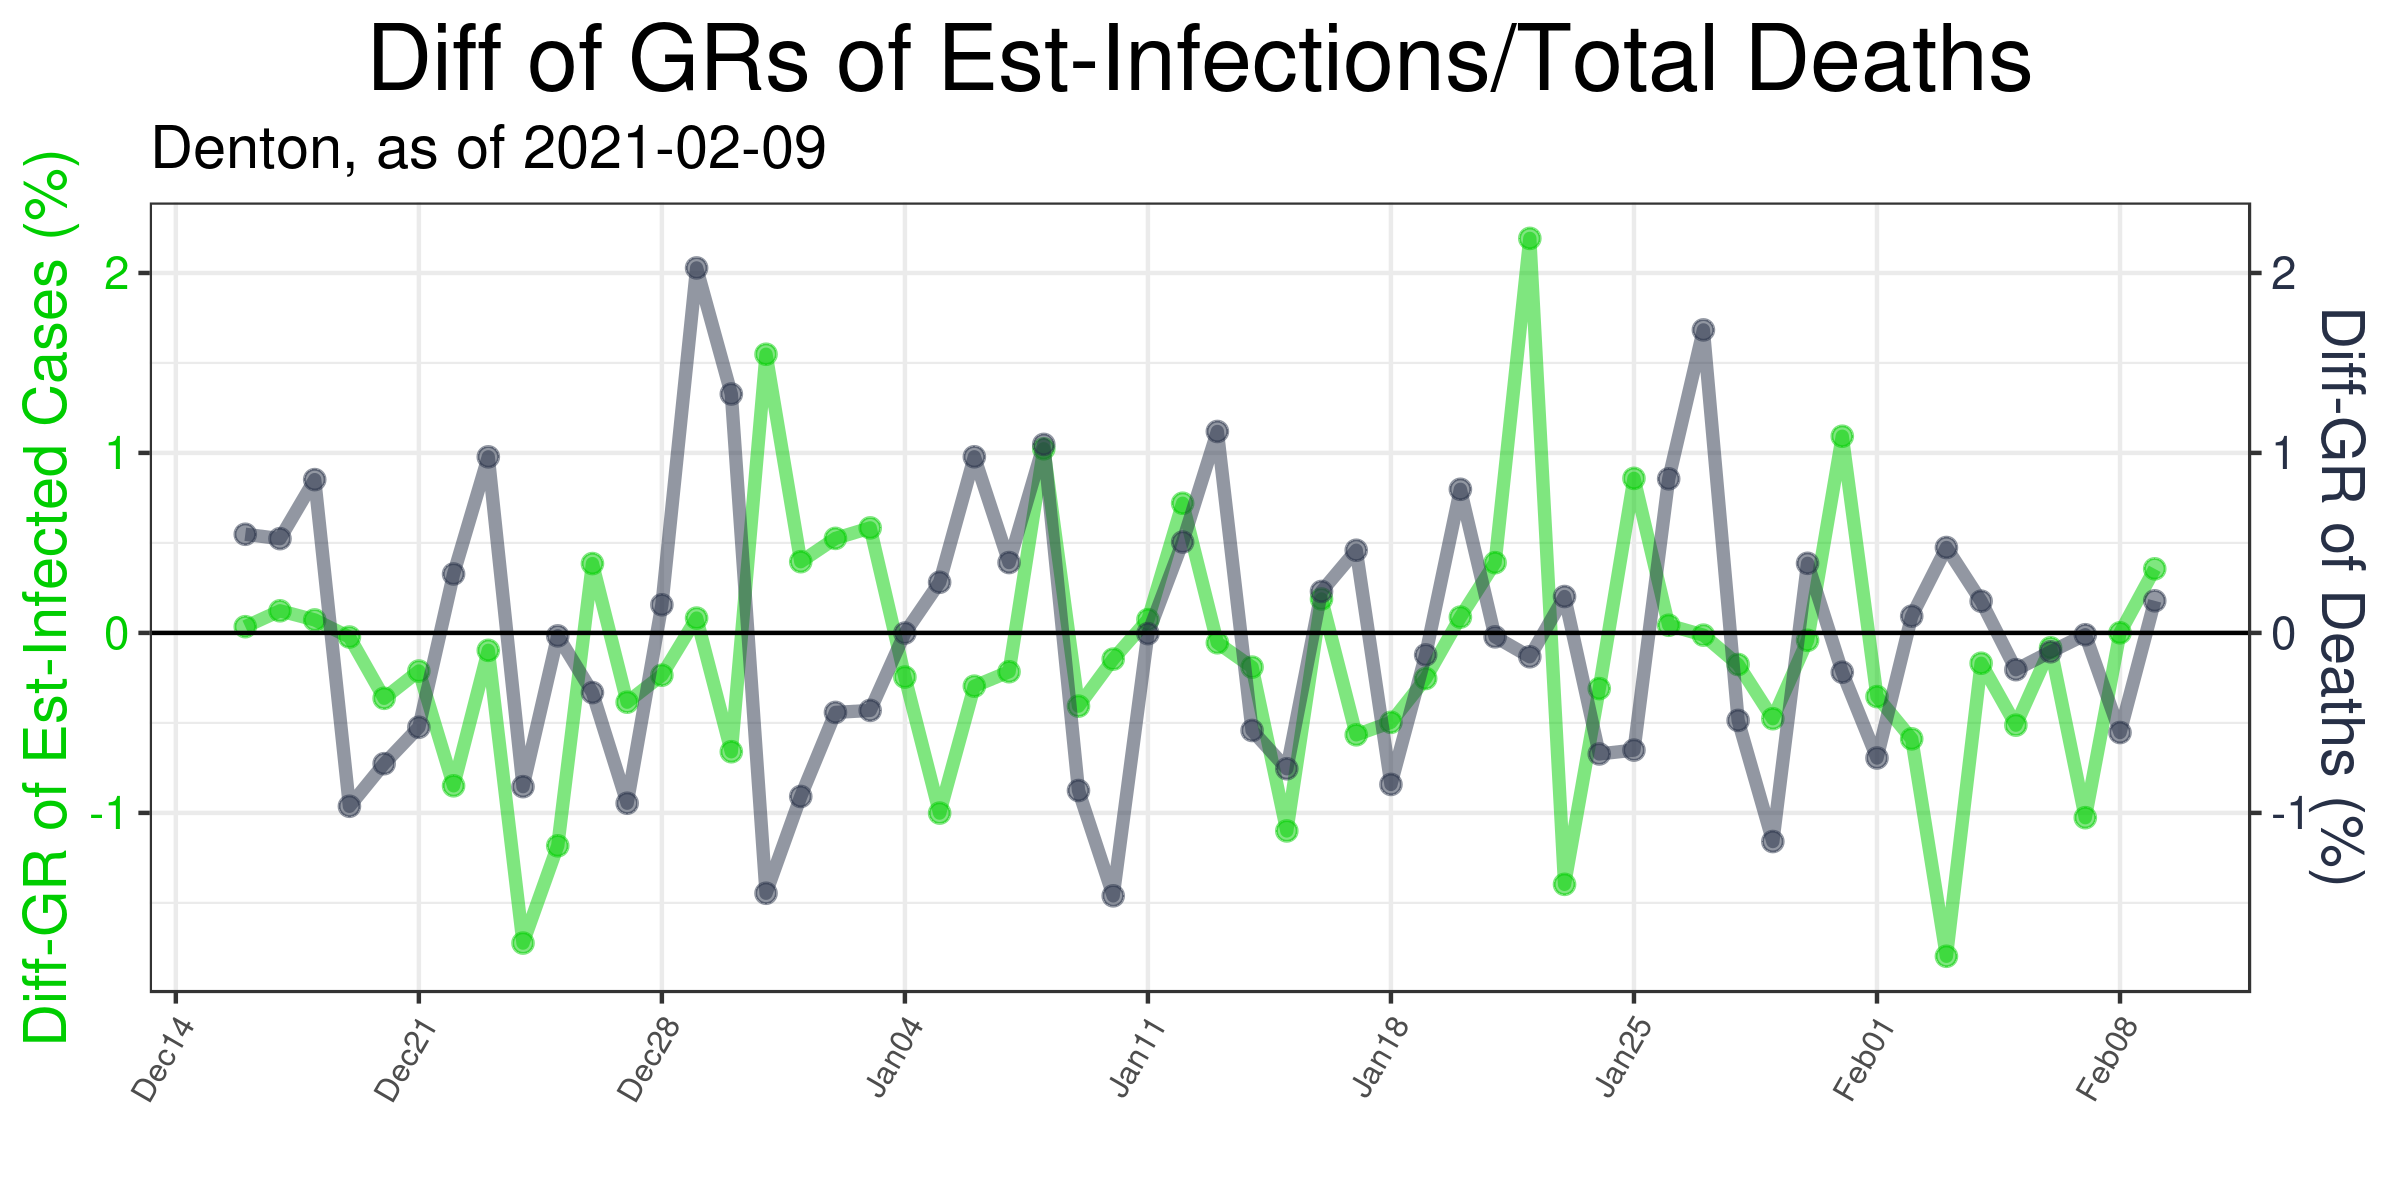 Diff of GRs of Est-Infections/Total Deaths
Denton, as of 2021-02-09
Diff-GR of Est-Infected Cases (%)
2
1
0
-1
2
1
0
-1
Diff-GR of Deaths (%)
Dec14
Dec21
Dec28
Jan04
Jan11
Jan18
Jan25
Feb01
Feb08